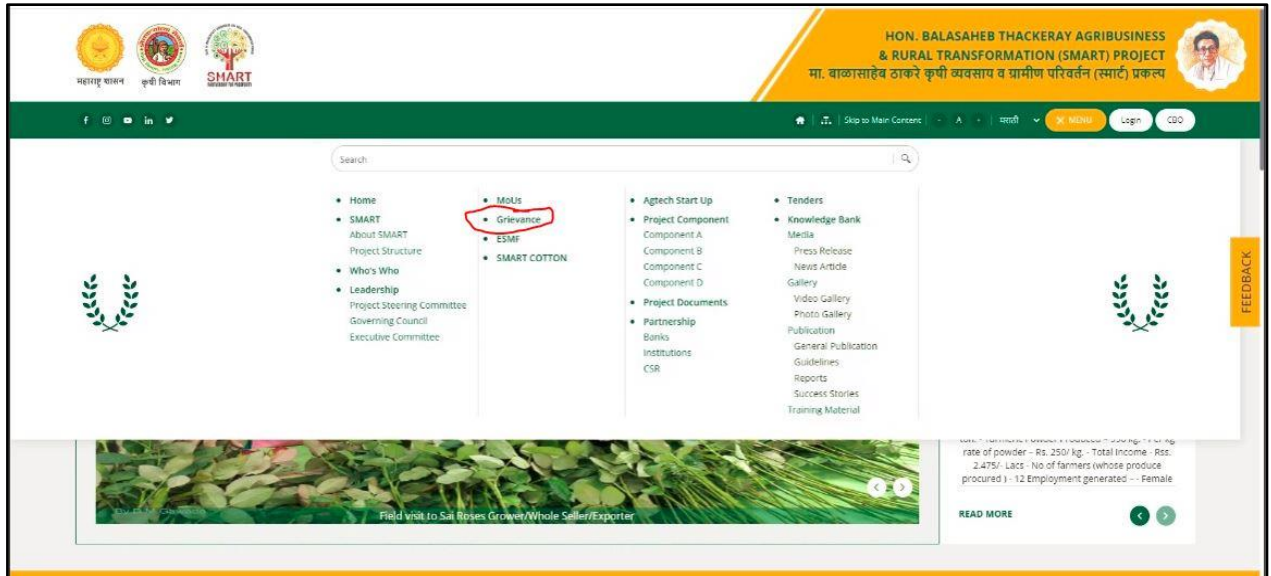 महाराष्ट्र शासन
कृषी विभाग
SMART
HON. BALASAHEB THACKERAY AGRIBUSINESS
& RURAL TRANSFORMATION (SMART) PROJECT
मा. बाळासाहेब ठाकरे कृषी व्यवसाय व ग्रामीण परिवर्तन (स्मार्ट) प्रकल्प
Skip to Main Content | - A - | मराठी
MENU
Login
CBO
Search
Home
SMART
About SMART
Project Structure
Who's Who
Leadership
Project Steering Committee
Governing Council
Executive Committee
MoUs
Grievance
ESMF
SMART COTTON
Agtech Start Up
Project Component
Component A
Component B
Component C
Component D
Project Documents
Partnership
Banks
Institutions
CSR
Tenders
Knowledge Bank
Media
Press Release
News Article
Gallery
Video Gallery
Photo Gallery
Publication
General Publication
Guidelines
Reports
Success Stories
Training Material
FEEDBACK
Field visit to Sai Roses Grower/Whole Seller/Exporter
rate of powder – Rs. 250/ kg. - Total Income - Rss.
2.475/- Lacs - No of farmers (whose produce
procured ) - 12 Employment generated – - Female
READ MORE